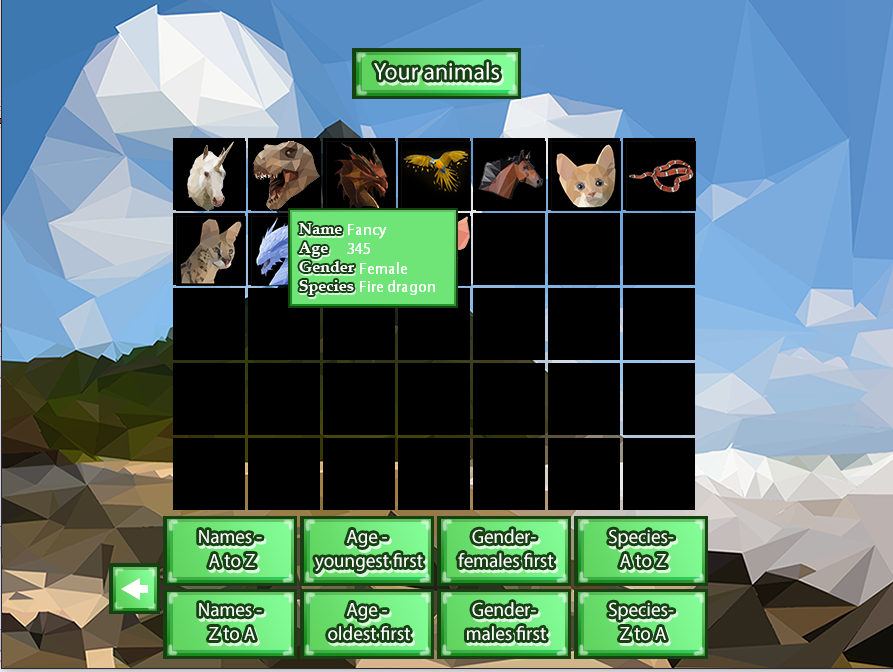 Your animals
Name Fancy
Age 345
Gender Female
Species Fire dragon
Names-
A to Z
Age-
youngest first
Gender-
females first
Species-
A to Z
Names-
Z to A
Age-
oldest first
Gender-
males first
Species-
Z to A